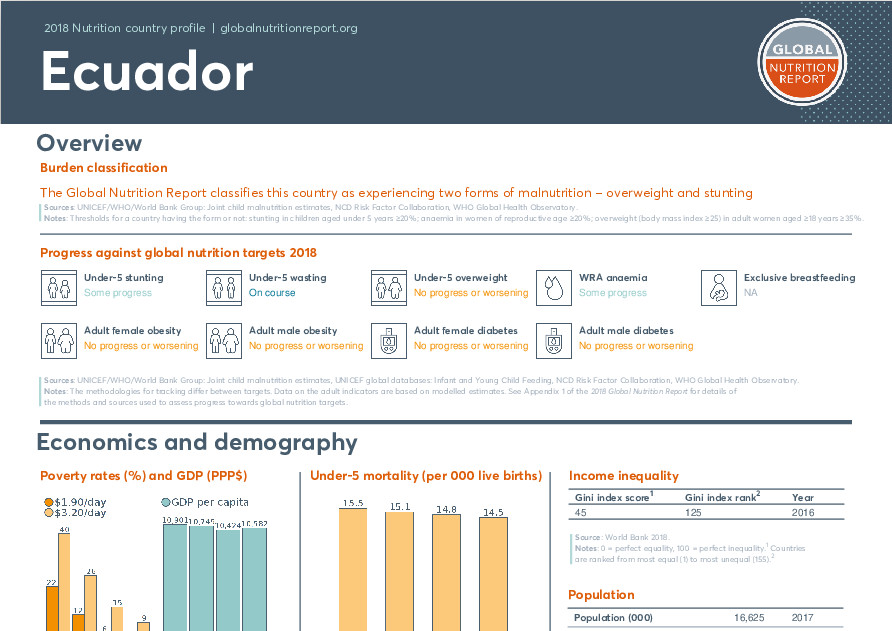 2018 Nutrition country profile | globalnutritionreport.org
Ecuador
GLOBAL
NUTRITION
REPORT
Overview
Burden classification
The Global Nutrition Report classifies this country as experiencing two forms of malnutrition – overweight and stunting
Sources: UNICEF/WHO/World Bank Group: Joint child malnutrition estimates, NCD Risk Factor Collaboration, WHO Global Health Observatory.
Notes: Thresholds for a country having the form or not: stunting in children aged under 5 years ≥20%; anaemia in women of reproductive age ≥20%; overweight (body mass index ≥25) in adult women aged ≥18 years ≥35%.
Progress against global nutrition targets 2018
Under-5 stunting
Some progress
Under-5 wasting
On course
Under-5 overweight
No progress or worsening
WRA anaemia
Some progress
Exclusive breastfeeding
NA
Adult female obesity
No progress or worsening
Adult male obesity
No progress or worsening
Adult female diabetes
No progress or worsening
Adult male diabetes
No progress or worsening
Sources: UNICEF/WHO/World Bank Group: Joint child malnutrition estimates, UNICEF global databases: Infant and Young Child Feeding, NCD Risk Factor Collaboration, WHO Global Health Observatory.
Notes: The methodologies for tracking differ between targets. Data on the adult indicators are based on modelled estimates. See Appendix 1 of the 2018 Global Nutrition Report for details of
the methods and sources used to assess progress towards global nutrition targets.
Economics and demography
Poverty rates (%) and GDP (PPP$)
$1.90/day
$3.20/day
GDP per capita
22
40
12
26
6
15
9
10,901
10,745
10,424
10,582
Under-5 mortality (per 000 live births)
15.5
15.1
14.8
14.5
Income inequality
Gini index score1 Gini index rank2 Year
45 125 2016
Source: World Bank 2018.
Notes: 0 = perfect equality, 100 = perfect inequality.1 Countries
are ranked from most equal (1) to most unequal (155).2
Population
Population (000) 16,625 2017